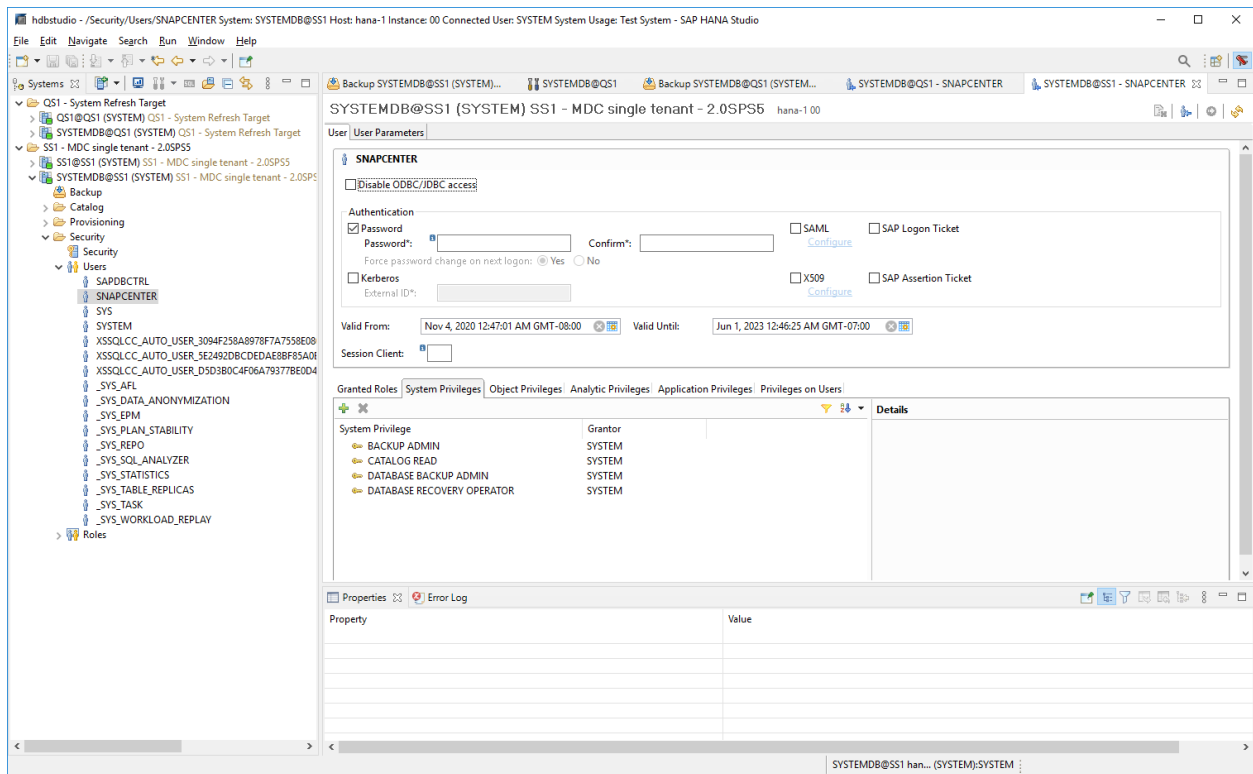 hdbstudio - /Security/Users/SNAPCENTER System: SYSTEMDB@SS1 Host: hana-1 Instance: 00 Connected User: SYSTEM System Usage: Test System - SAP HANA Studio
File Edit Navigate Search Run Window Help
Systems
QS1 - System Refresh Target
QS1@QS1 (SYSTEM) QS1 - System Refresh Target
SYSTEMDB@QS1 (SYSTEM) QS1 - System Refresh Target
SS1 - MDC single tenant - 2.0SPS5
SS1@SS1 (SYSTEM) SS1 - MDC single tenant - 2.0SPS5
SYSTEMDB@SS1 (SYSTEM) SS1 - MDC single tenant - 2.0SPS
Backup
Catalog
Provisioning
Security
Security
Users
SAPDBCTRL
SNAPCENTER
SYS
SYSTEM
XSSQLCC_AUTO_USER_3094F258A8978F7A7558E08
XSSQLCC_AUTO_USER_5E2492DBCDEDAE8BF85A0
XSSQLCC_AUTO_USER_D5D3B0C4F06A79377BE0D4
_SYS_AFL
_SYS_DATA_ANONYMIZATION
_SYS_EPM
_SYS_PLAN_STABILITY
_SYS_REPO
_SYS_SQL_ANALYZER
_SYS_STATISTICS
_SYS_TABLE_REPLICAS
_SYS_TASK
_SYS_WORKLOAD_REPLAY
Roles
Backup SYSTEMDB@SS1 (SYSTEM)... SYSTEMDB@QS1 Backup SYSTEMDB@QS1 (SYSTEM... SYSTEMDB@QS1 - SNAPCENTER SYSTEMDB@SS1 - SNAPCENTER
SYSTEMDB@SS1 (SYSTEM) SS1 - MDC single tenant - 2.0SPS5 hana-1 00
User User Parameters
SNAPCENTER
Disable ODBC/JDBC access
Authentication
Password SAML SAP Logon Ticket
Password*: Confirm*: Configure
Force password change on next logon: Yes No
Kerberos X509 SAP Assertion Ticket
External ID*: Configure
Valid From: Nov 4, 2020 12:47:01 AM GMT-08:00 Valid Until: Jun 1, 2023 12:46:25 AM GMT-07:00
Session Client:
Granted Roles System Privileges Object Privileges Analytic Privileges Application Privileges Privileges on Users
Details
System Privilege Grantor
BACKUP ADMIN SYSTEM
CATALOG READ SYSTEM
DATABASE BACKUP ADMIN SYSTEM
DATABASE RECOVERY OPERATOR SYSTEM
Properties Error Log
Property Value
SYSTEMDB@SS1 han... (SYSTEM):SYSTEM